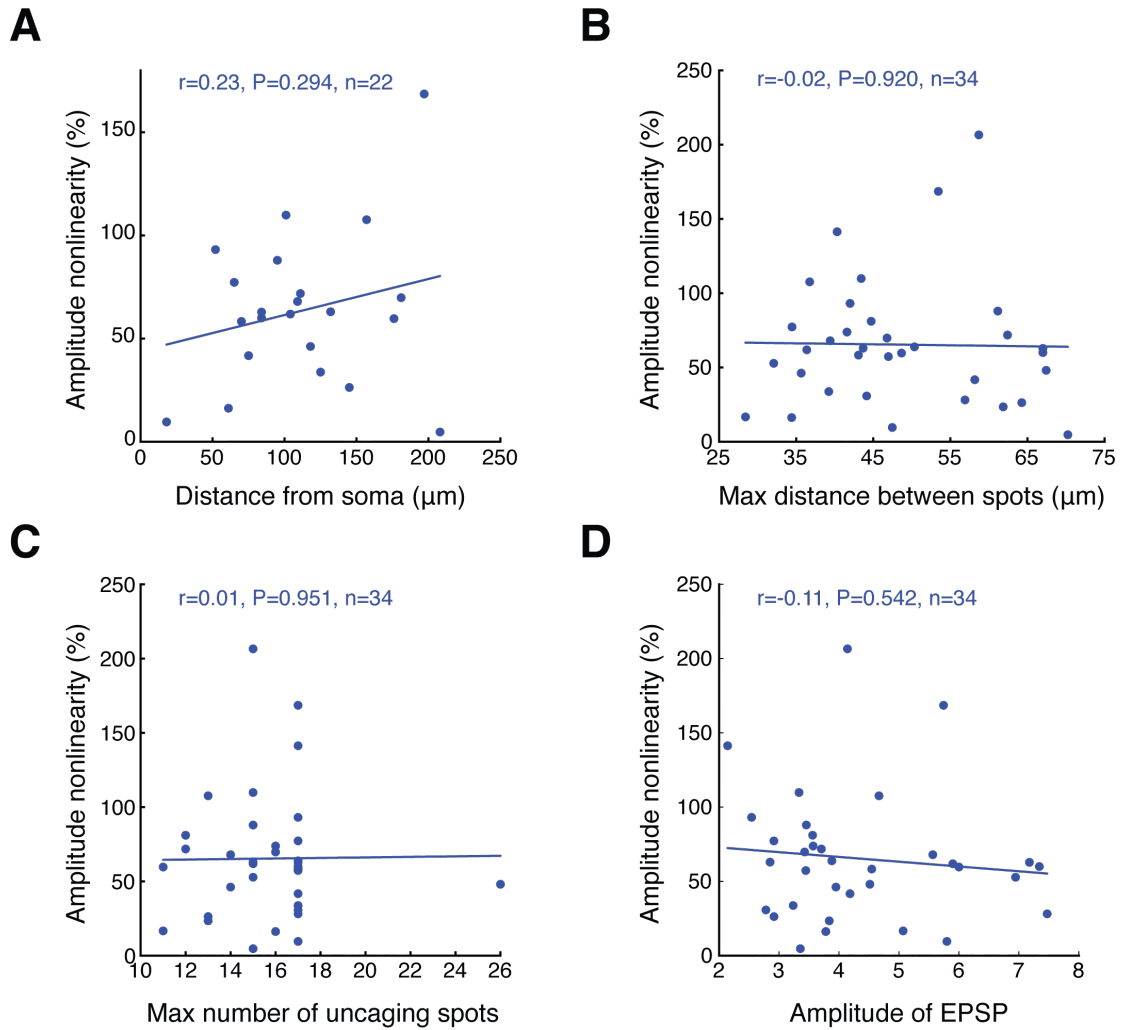 A
r=0.23, P=0.294, n=22
Amplitude nonlinearity (%)
150
100
50
0
0 50 100 150 200 250
Distance from soma (µm)
B
r=-0.02, P=0.920, n=34
Amplitude nonlinearity (%)
250
200
150
100
50
0
25 35 45 55 65 75
Max distance between spots (µm)
C
r=0.01, P=0.951, n=34
Amplitude nonlinearity (%)
250
200
150
100
50
0
10 12 14 16 18 20 22 24 26
Max number of uncaging spots
D
r=-0.11, P=0.542, n=34
Amplitude nonlinearity (%)
250
200
150
100
50
0
2 3 4 5 6 7 8
Amplitude of EPSP